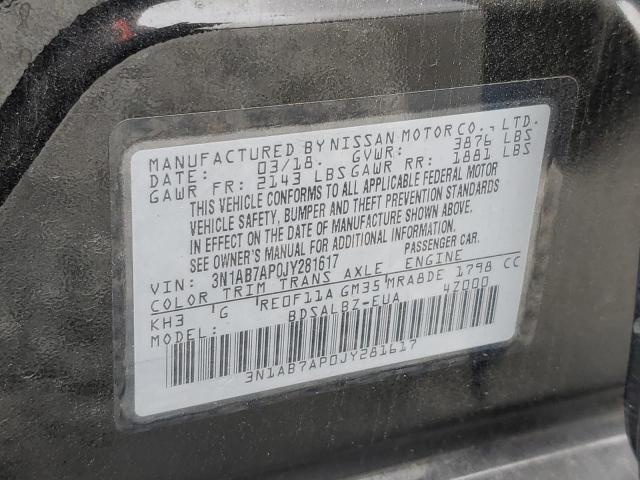 MANUFACTURED BY NISSAN MOTOR CO., LTD.
DATE: 03/18 GVWR: 3876 LBS
GAWR FR: 2143 LBS GAWR RR: 1881 LBS
THIS VEHICLE CONFORMS TO ALL APPLICABLE FEDERAL MOTOR
VEHICLE SAFETY, BUMPER AND THEFT PREVENTION STANDARDS
IN EFFECT ON THE DATE OF MANUFACTURE SHOWN ABOVE.
SEE OWNER'S MANUAL FOR ADDITIONAL INFORMATION.
VIN: 3N1AB7AP0JY281617 PASSENGER CAR.
COLOR TRIM TRANS AXLE ENGINE
KH3 G RE0F11A GM35 MRA8DE 1798 CC
MODEL: BDSALBZ-EUA 4Z000
3N1AB7AP0JY281617